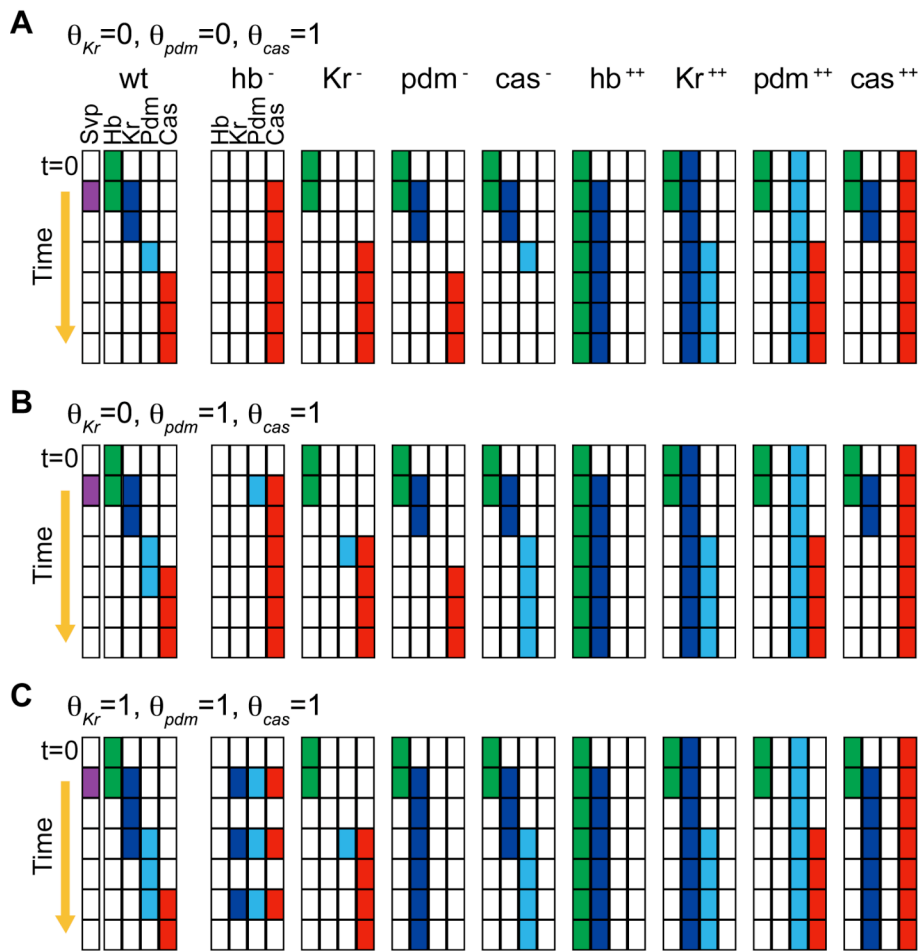 A
θKr=0, θpdm=0, θcas=1
wt hb - Kr- pdm- cas- hb++ Kr++ pdm++ cas++
Svp Hb Kr Pdm Cas Hb Kr Pdm Cas
t=0
Time
B
θKr=0, θpdm=1, θcas=1
t=0
Time
C
θKr=1, θpdm=1, θcas=1
t=0
Time